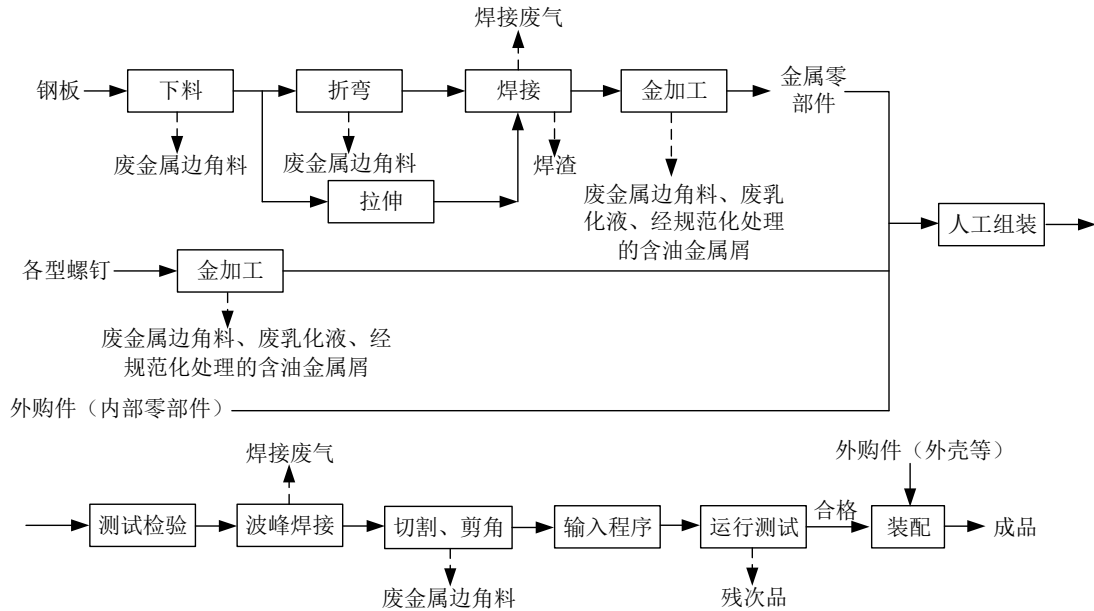 焊接废气
钢板
下料
折弯
焊接
金加工
金属零
部件
废金属边角料
废金属边角料
焊渣
拉伸
废金属边角料、废乳
化液、经规范化处理
的含油金属屑
人工组装
各型螺钉
金加工
废金属边角料、废乳化液、经
规范化处理的含油金属屑
外购件（内部零部件）
焊接废气
外购件（外壳等）
测试检验
波峰焊接
切割、剪角
输入程序
运行测试
合格
装配
成品
废金属边角料
残次品